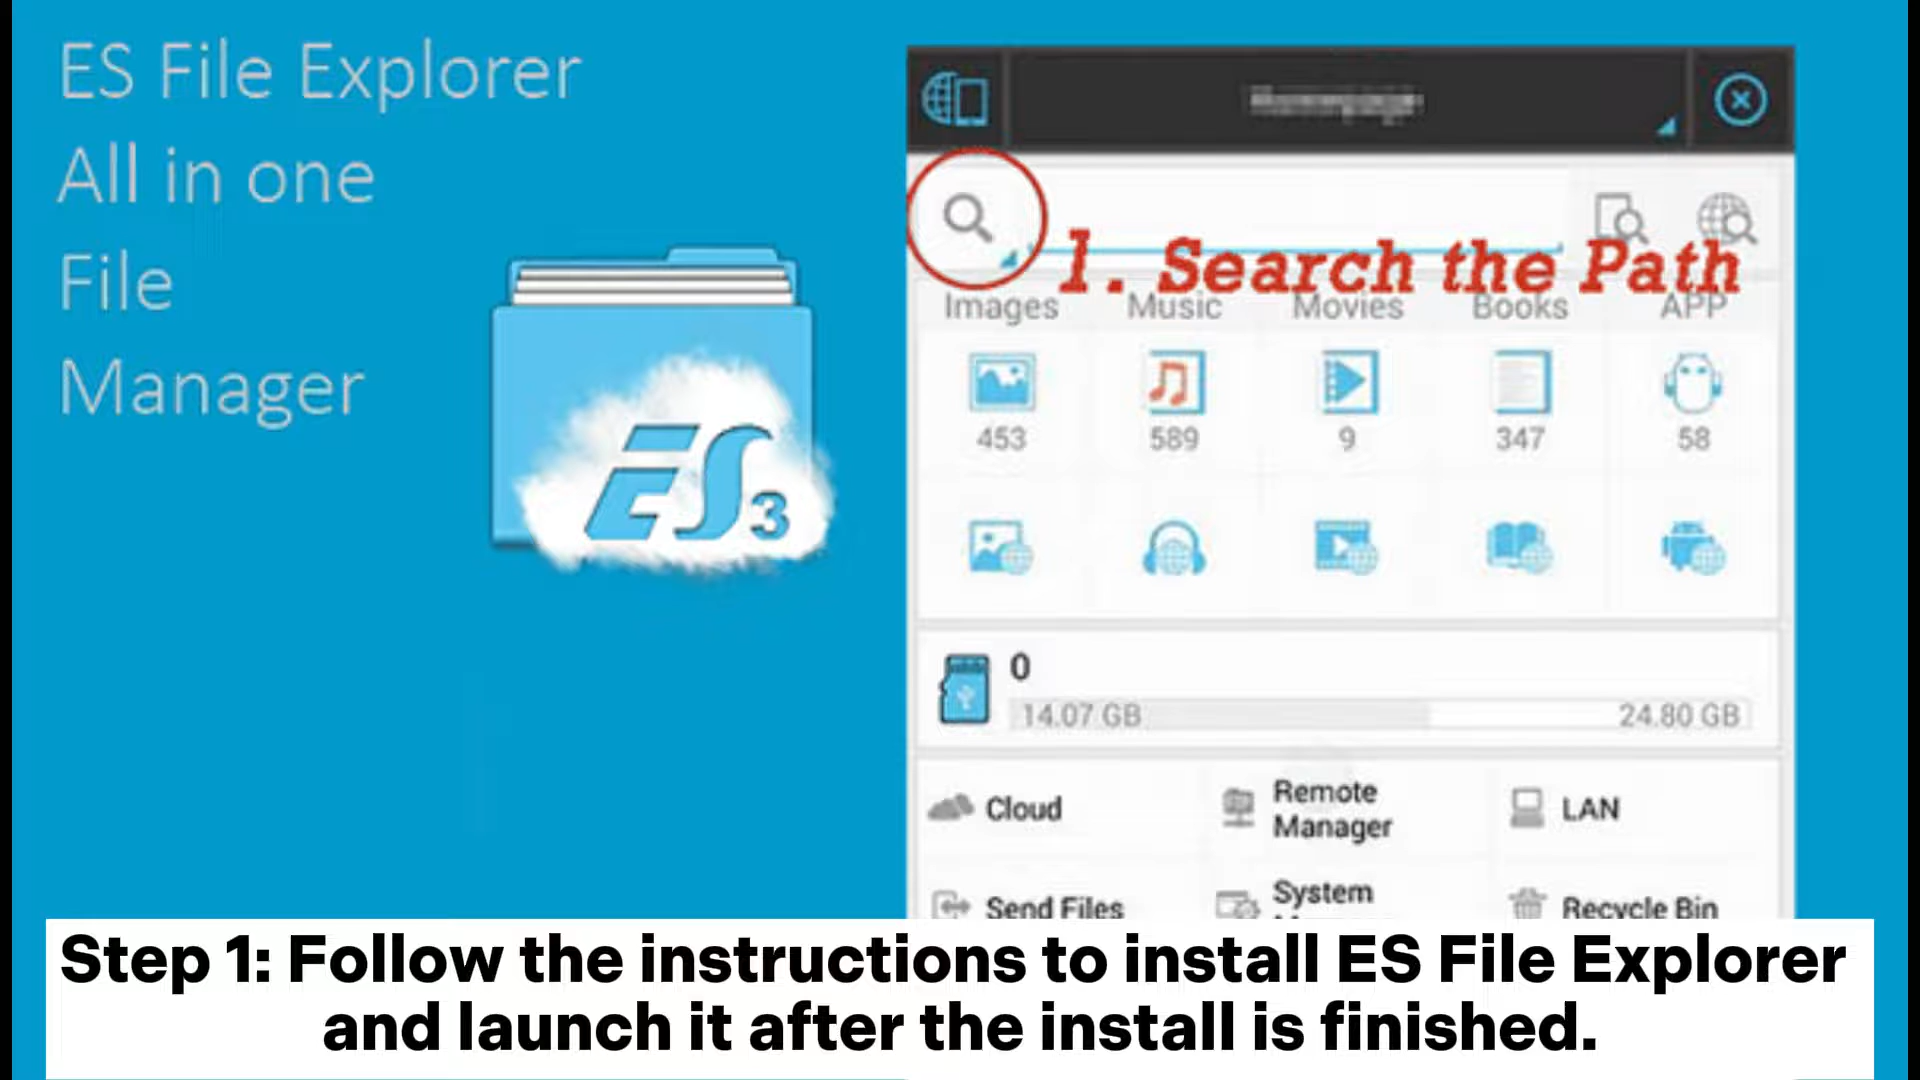 ES File Explorer
All in one
File
Manager
ES3
1. Search the Path
Images Music Movies Books APP
453 589 9 347 58
0
14.07 GB 24.80 GB
Cloud Remote Manager LAN
Send Files System Recycle Bin
Step 1: Follow the instructions to install ES File Explorer
and launch it after the install is finished.